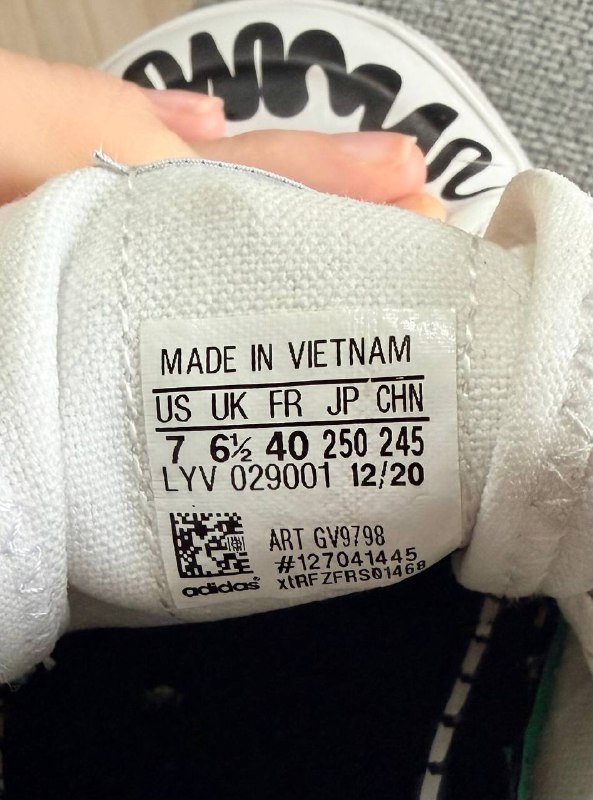 MADE IN VIETNAM
US UK FR JP CHN
7 6½ 40 250 245
LYV 029001 12/20
ART GV9798
#127041445
xtRFZFRS01468
adidas